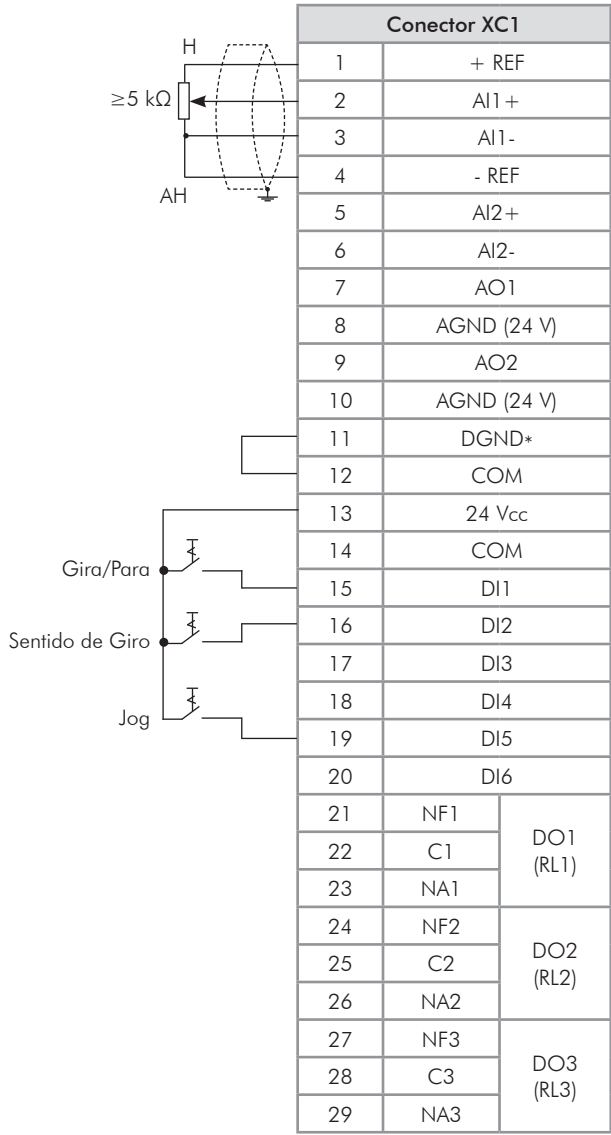 Conector XC1
H
1 + REF
≥5 kΩ
2 AI1+
3 AI1-
4 - REF
AH
5 AI2+
6 AI2-
7 AO1
8 AGND (24 V)
9 AO2
10 AGND (24 V)
11 DGND*
12 COM
13 24 Vcc
14 COM
Gira/Para
15 DI1
16 DI2
Sentido de Giro
17 DI3
18 DI4
Jog
19 DI5
20 DI6
21 NF1
22 C1
23 NA1
DO1
(RL1)
24 NF2
25 C2
26 NA2
DO2
(RL2)
27 NF3
28 C3
29 NA3
DO3
(RL3)